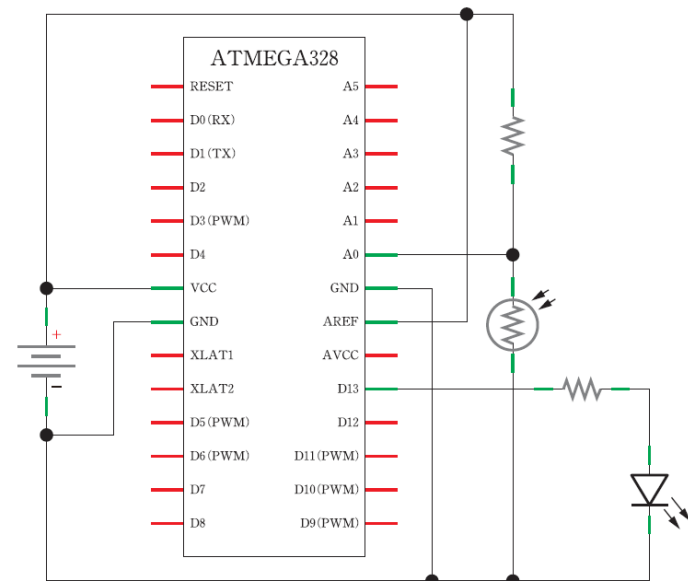 ATMEGA328
RESET A5
D0(RX) A4
D1(TX) A3
D2 A2
D3(PWM) A1
D4 A0
VCC GND
GND AREF
XLAT1 AVCC
XLAT2 D13
D5(PWM) D12
D6(PWM) D11(PWM)
D7 D10(PWM)
D8 D9(PWM)
+
−